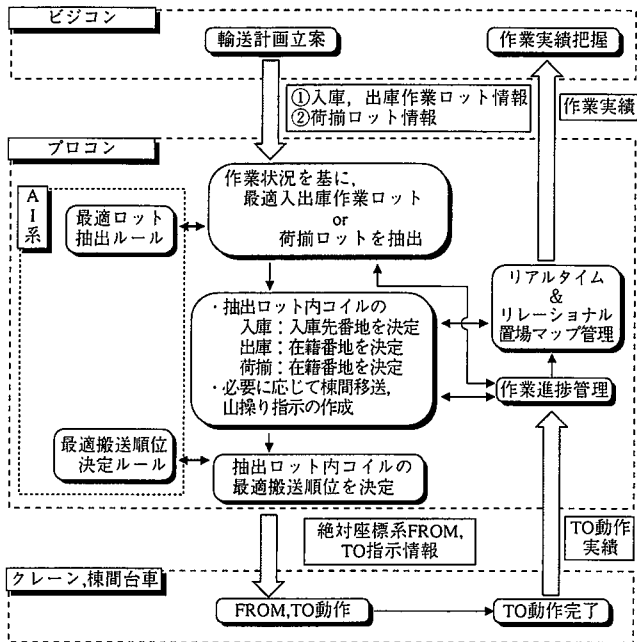 ビジコン
輸送計画立案
作業実績把握
①入庫，出庫作業ロット情報
②荷揃ロット情報
作業実績
プロコン
AI系
最適ロット
抽出ルール
作業状況を基に，
最適入出庫作業ロット
or
荷揃ロットを抽出
リアルタイム
&
リレーショナル
置場マップ管理
・抽出ロット内コイルの
入庫：入庫先番地を決定
出庫：在籍番地を決定
荷揃：在籍番地を決定
・必要に応じて棟間移送，
山操り指示の作成
作業進捗管理
最適搬送順位
決定ルール
抽出ロット内コイルの
最適搬送順位を決定
絶対座標系FROM，
TO指示情報
TO動作
実績
クレーン，棟間台車
FROM，TO動作
TO動作完了